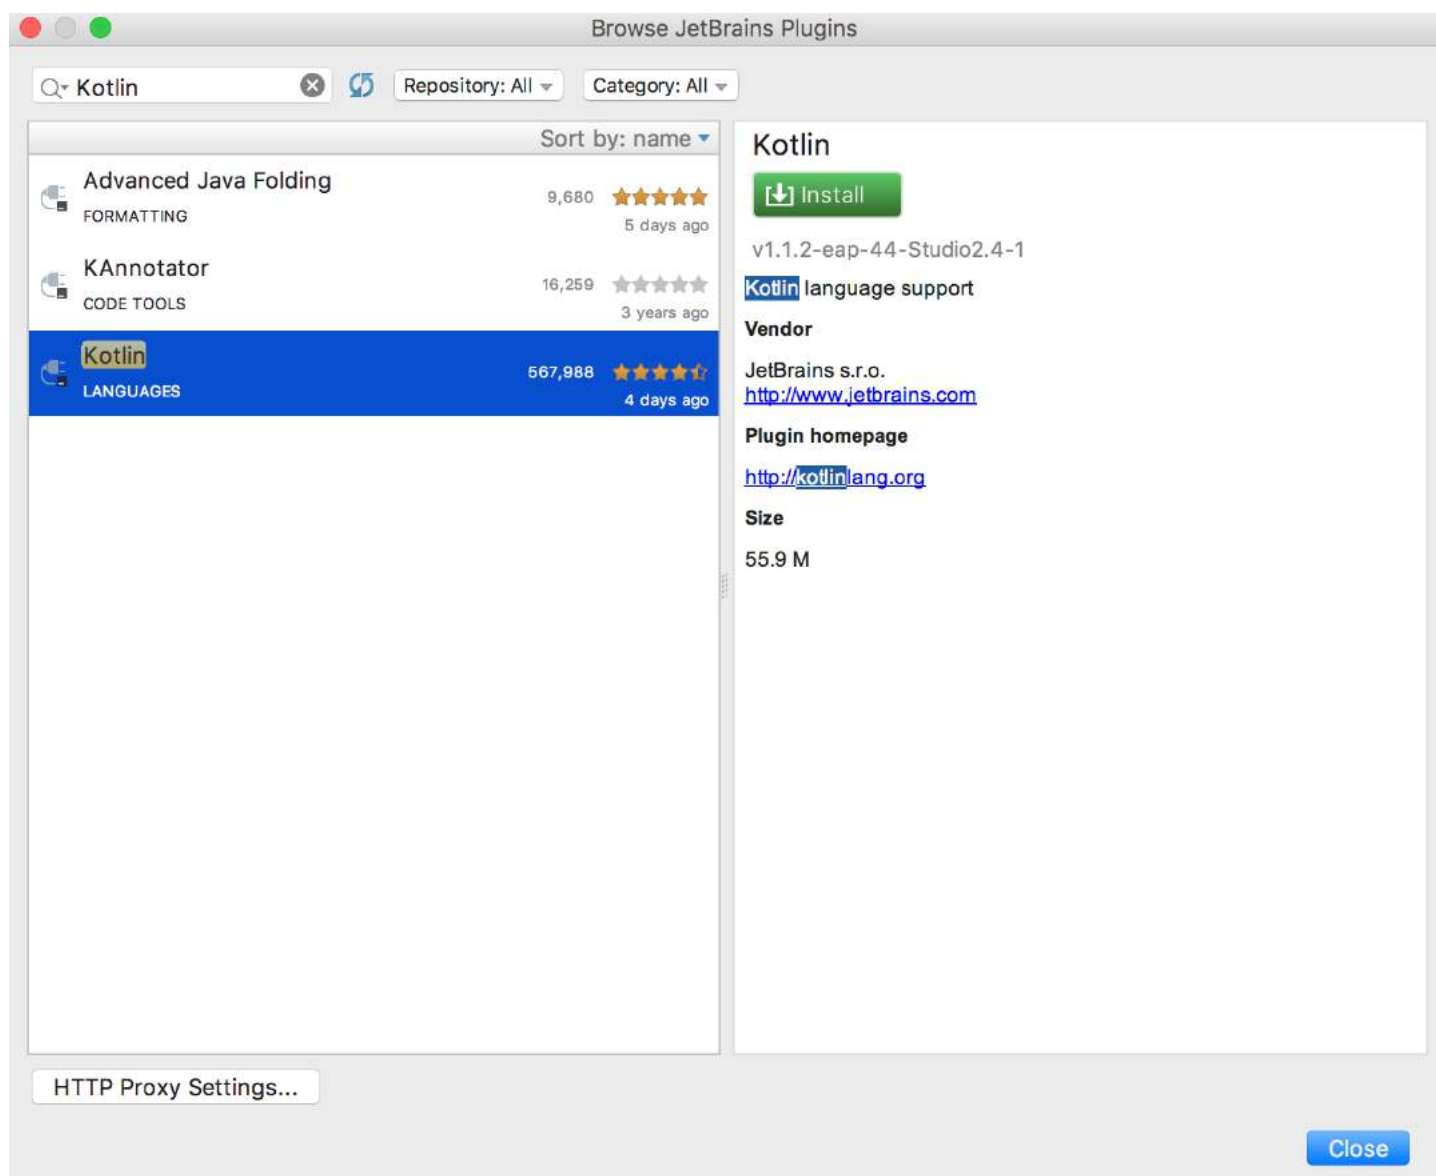 Browse JetBrains Plugins
Kotlin
Repository: All
Category: All
Sort by: name
Advanced Java Folding
9,680
FORMATTING
5 days ago
KAnnotator
16,259
CODE TOOLS
3 years ago
Kotlin
567,988
LANGUAGES
4 days ago
Kotlin
Install
v1.1.2-eap-44-Studio2.4-1
Kotlin language support
Vendor
JetBrains s.r.o.
http://www.jetbrains.com
Plugin homepage
http://kotlinlang.org
Size
55.9 M
HTTP Proxy Settings...
Close